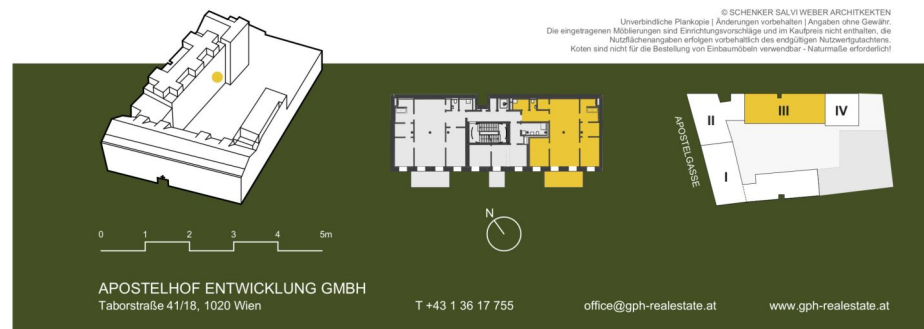 © SCHENKER SALVI WEBER ARCHITKEKTEN
Unverbindliche Plankopie | Änderungen vorbehalten | Angaben ohne Gewähr.
Die eingetragenen Möblierungen sind Einrichtungsvorschläge und im Kaufpreis nicht enthalten, die
Nutzflächenangaben erfolgen vorbehaltlich des endgültigen Nutzwertgutachtens.
Koten sind nicht für die Bestellung von Einbaumöbeln verwendbar - Naturmaße erforderlich!
II
III
IV
I
APOSTELGASSE
N
0 1 2 3 4 5m
APOSTELHOF ENTWICKLUNG GMBH
Taborstraße 41/18, 1020 Wien
T +43 1 36 17 755
office@gph-realestate.at
www.gph-realestate.at